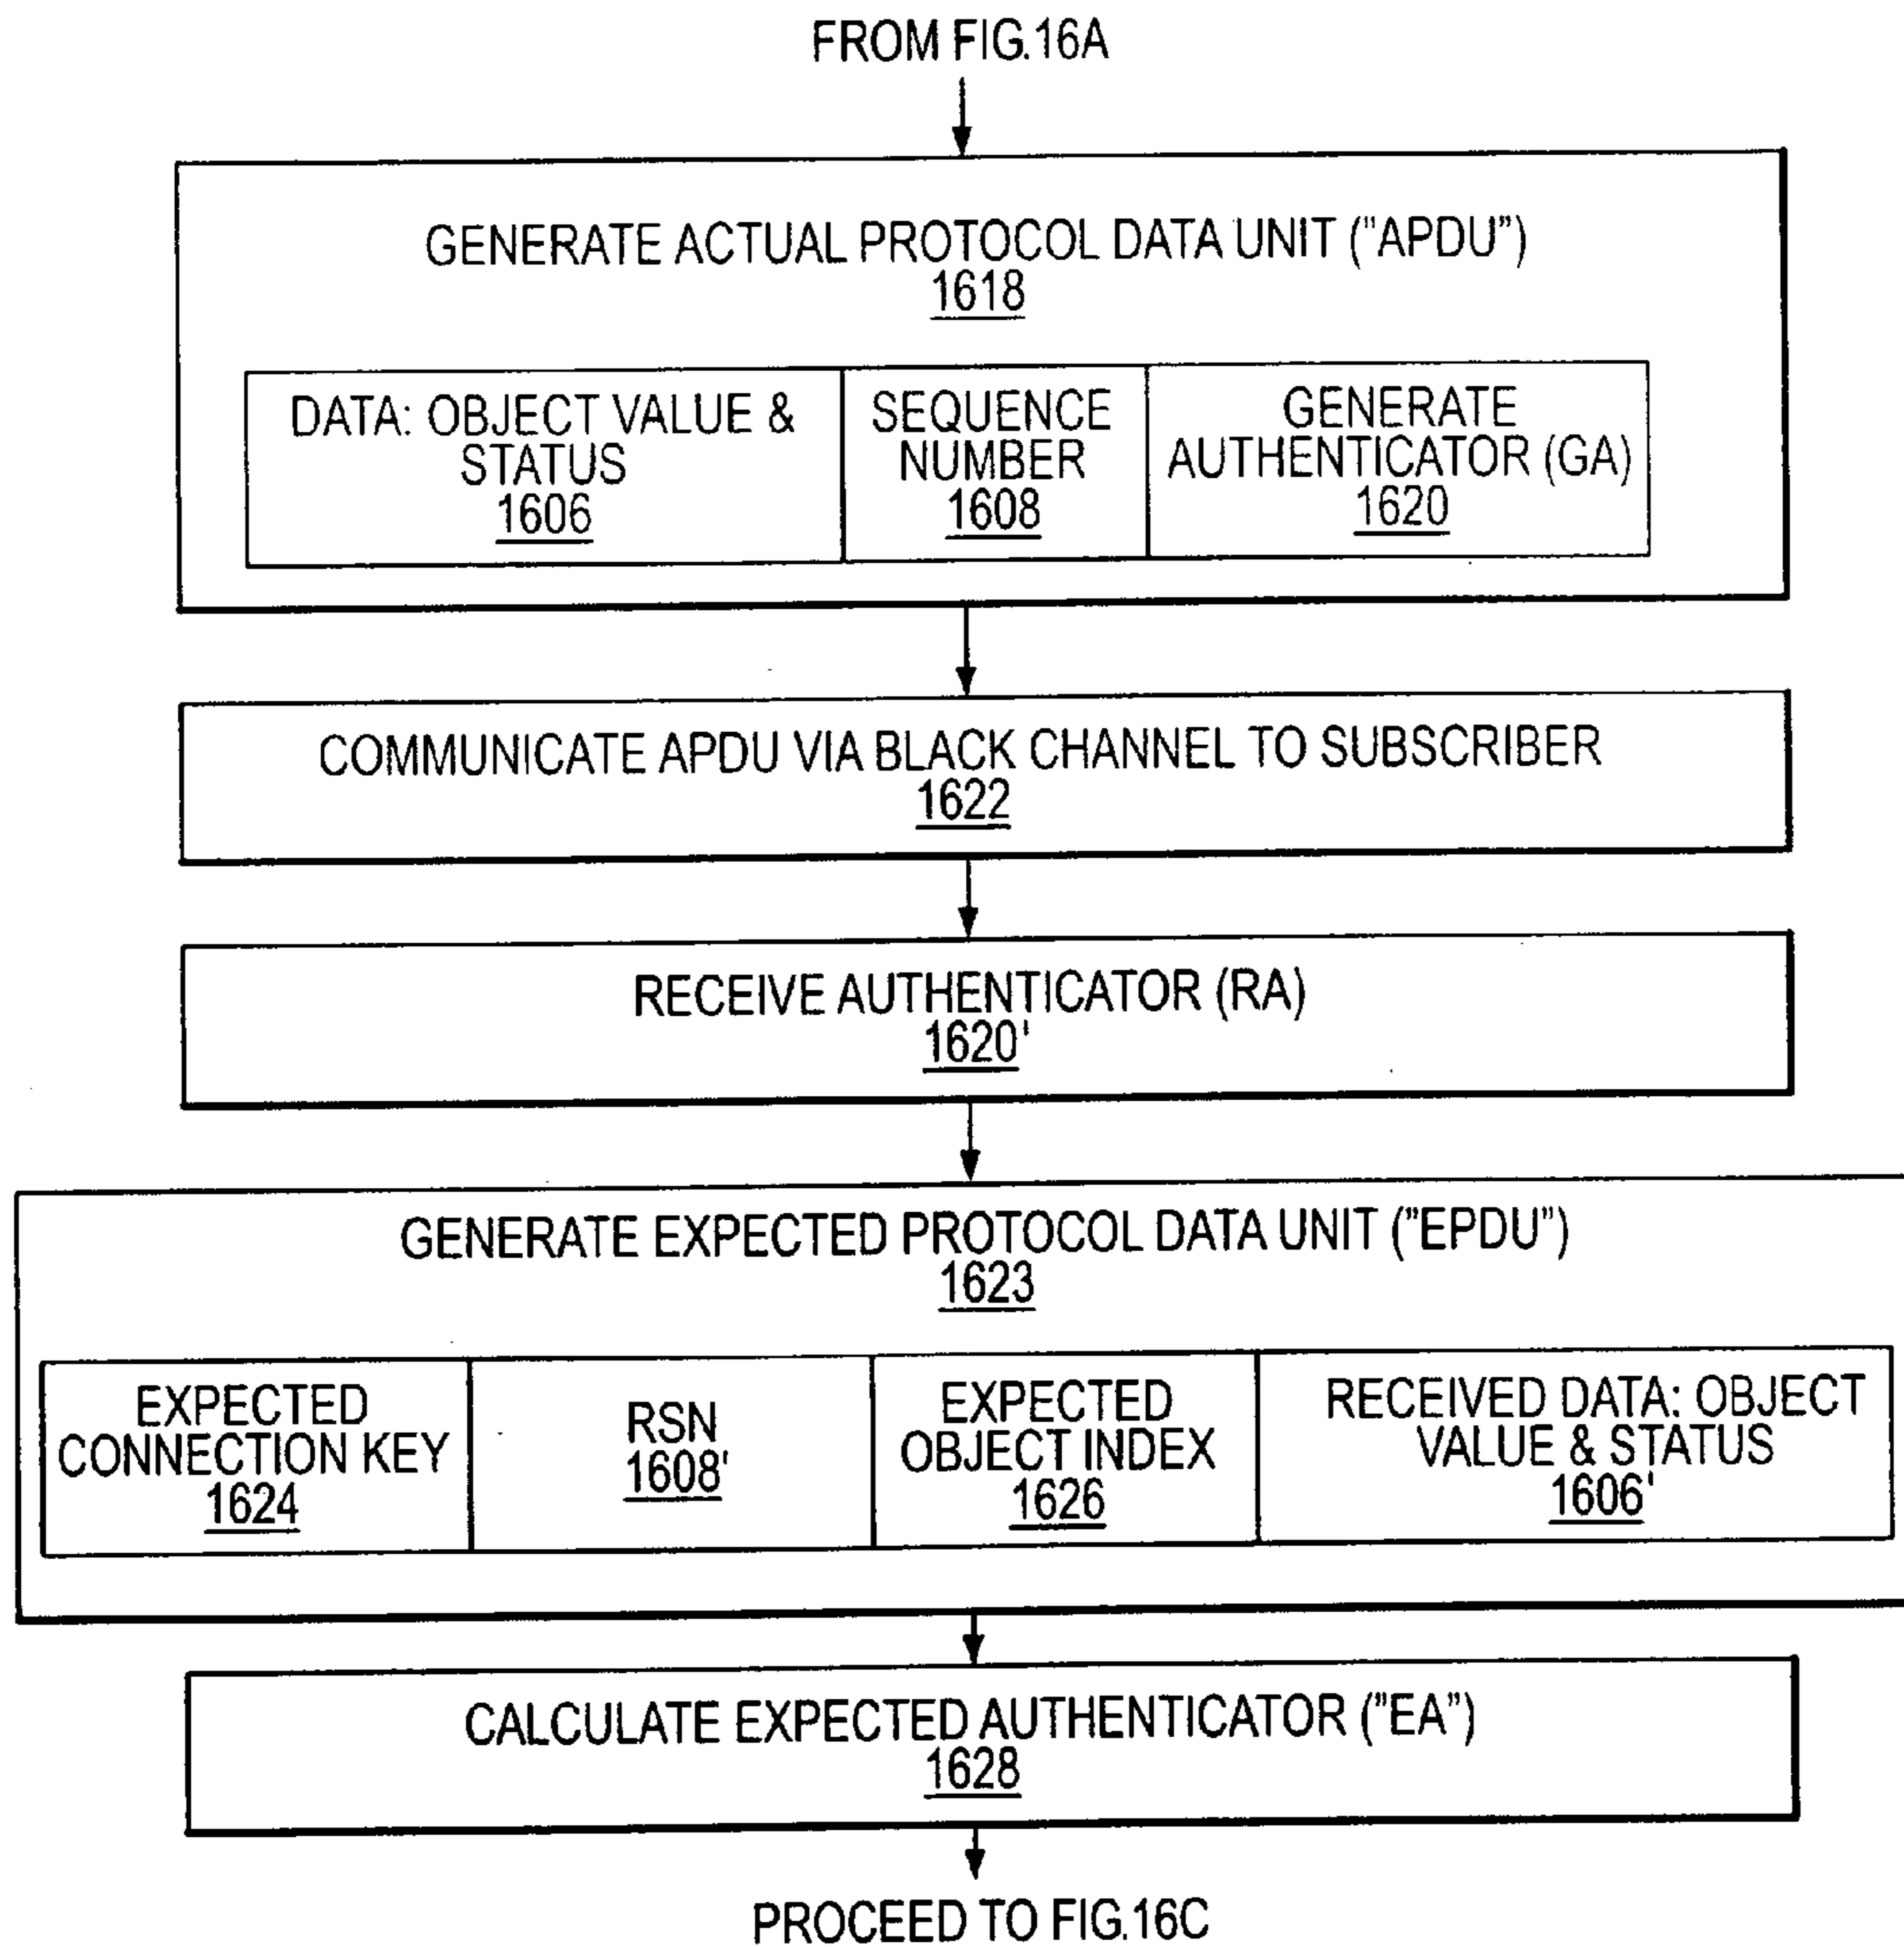 FROM FIG.16A
GENERATE ACTUAL PROTOCOL DATA UNIT ("APDU")
1618
DATA: OBJECT VALUE &
STATUS
1606
SEQUENCE
NUMBER
1608
GENERATE
AUTHENTICATOR (GA)
1620
COMMUNICATE APDU VIA BLACK CHANNEL TO SUBSCRIBER
1622
RECEIVE AUTHENTICATOR (RA)
1620'
GENERATE EXPECTED PROTOCOL DATA UNIT ("EPDU")
1623
EXPECTED
CONNECTION KEY
1624
RSN
1608'
EXPECTED
OBJECT INDEX
1626
RECEIVED DATA: OBJECT
VALUE & STATUS
1606'
CALCULATE EXPECTED AUTHENTICATOR ("EA")
1628
PROCEED TO FIG.16C